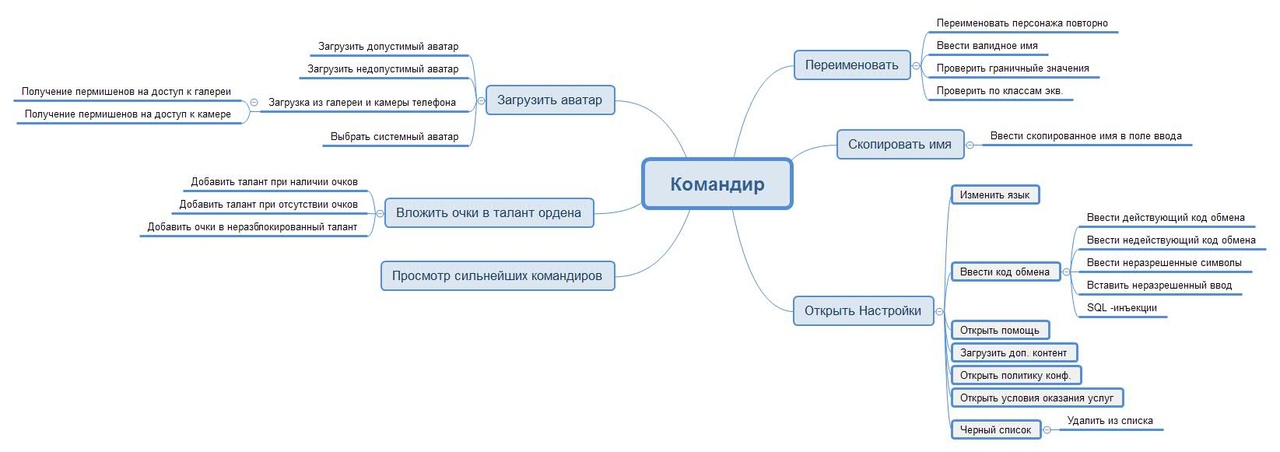 Командир
Переименовать
Переименовать персонажа повторно
Ввести валидное имя
Проверить граничныйе значения
Проверить по классам экв.
Скопировать имя
Ввести скопированное имя в поле ввода
Открыть Настройки
Изменить язык
Ввести код обмена
Ввести действующий код обмена
Ввести недействующий код обмена
Ввести неразрешенные символы
Вставить неразрешенный ввод
SQL -инъекции
Открыть помощь
Загрузить доп. контент
Открыть политику конф.
Открыть условия оказания услуг
Черный список
Удалить из списка
Загрузить аватар
Загрузить допустимый аватар
Загрузить недопустимый аватар
Загрузка из галереи и камеры телефона
Получение пермишенов на доступ к галереи
Получение пермишенов на доступ к камере
Выбрать системный аватар
Вложить очки в талант ордена
Добавить талант при наличии очков
Добавить талант при отсутствии очков
Добавить очки в неразблокированный талант
Просмотр сильнейших командиров